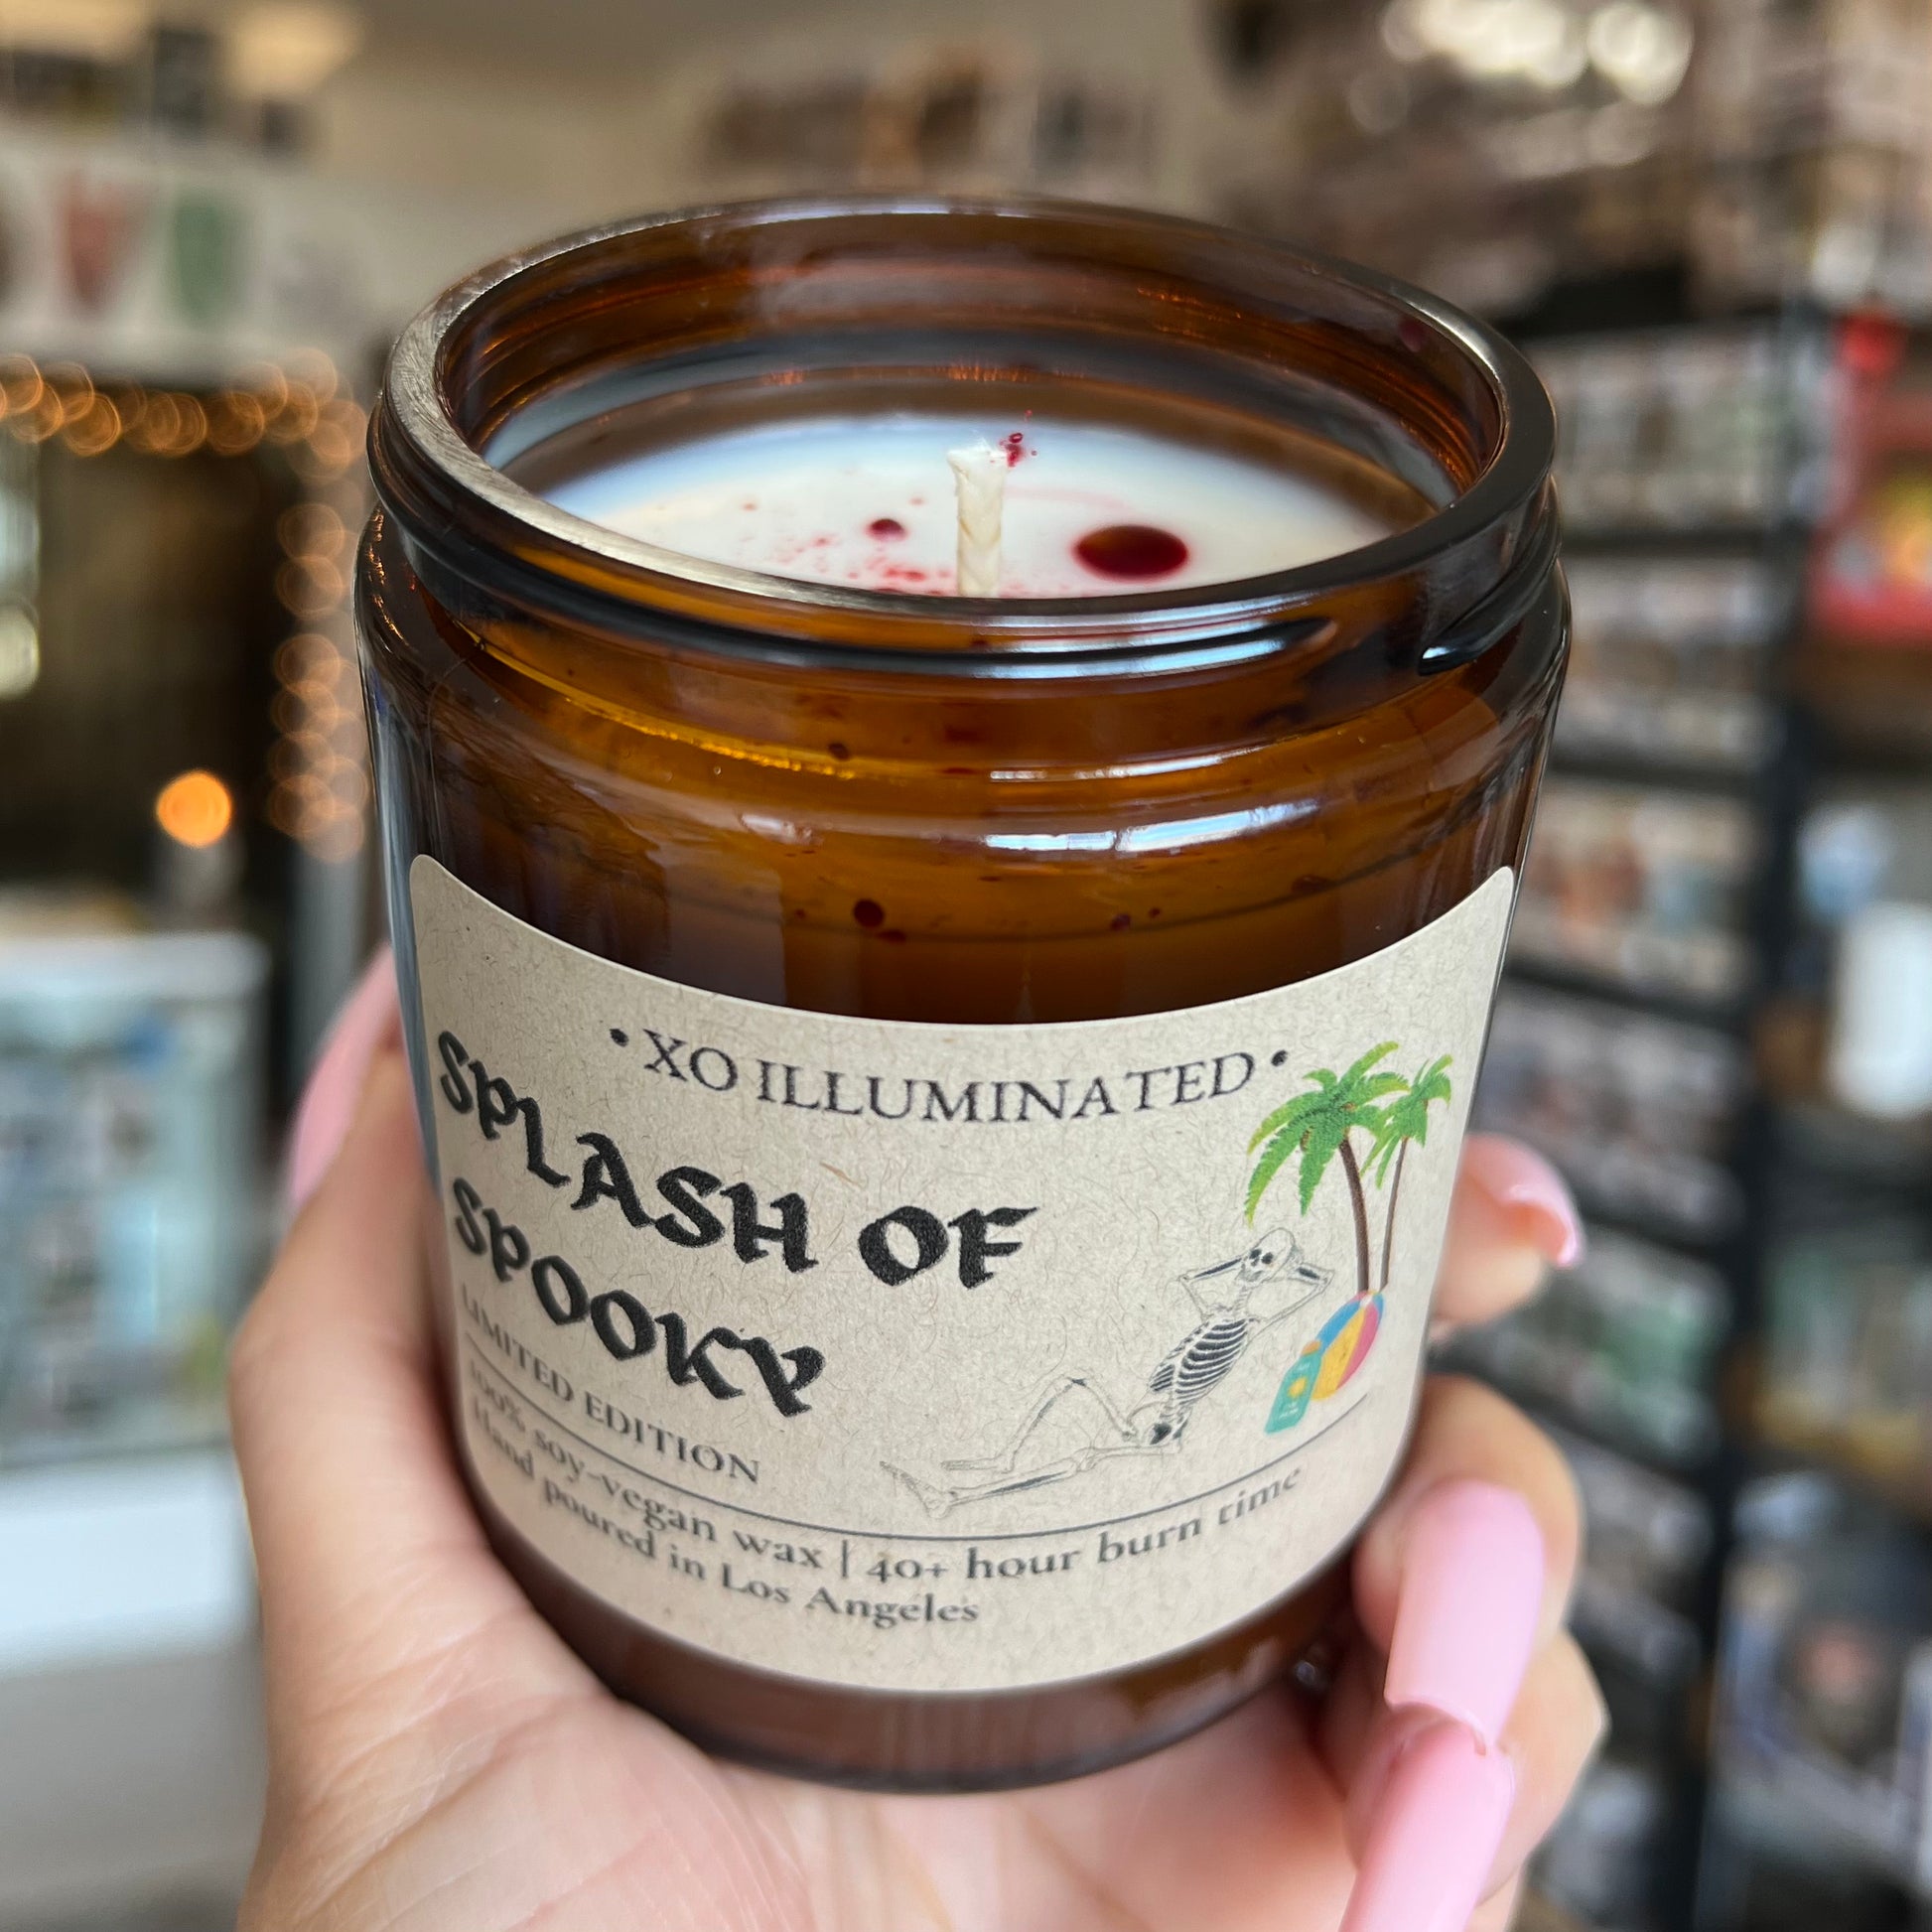 • XO ILLUMINATED •
SPLASH OF
SPOOKY
LIMITED EDITION
100% soy-vegan wax | 40+ hour burn time
Hand poured in Los Angeles